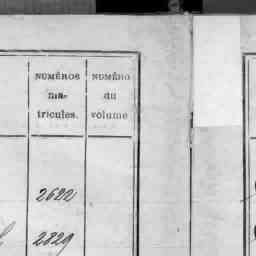 NUMÉROS
ma-
tricules.
NUMÉRO
du
volume
2622
2829